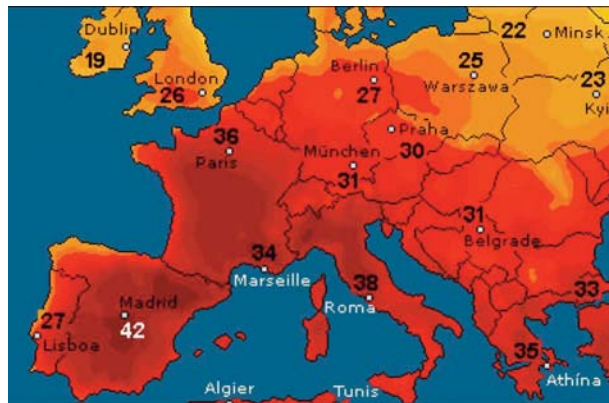 Dublin
22
Minsk
19
London
26
Berlin
27
25
Warszawa
23
Kyi
36
Paris
Praha
30
München
31
31
Belgrade
34
Marseille
38
Roma
33
Madrid
42
27
Lisboa
35
Athína
Algier
Tunis